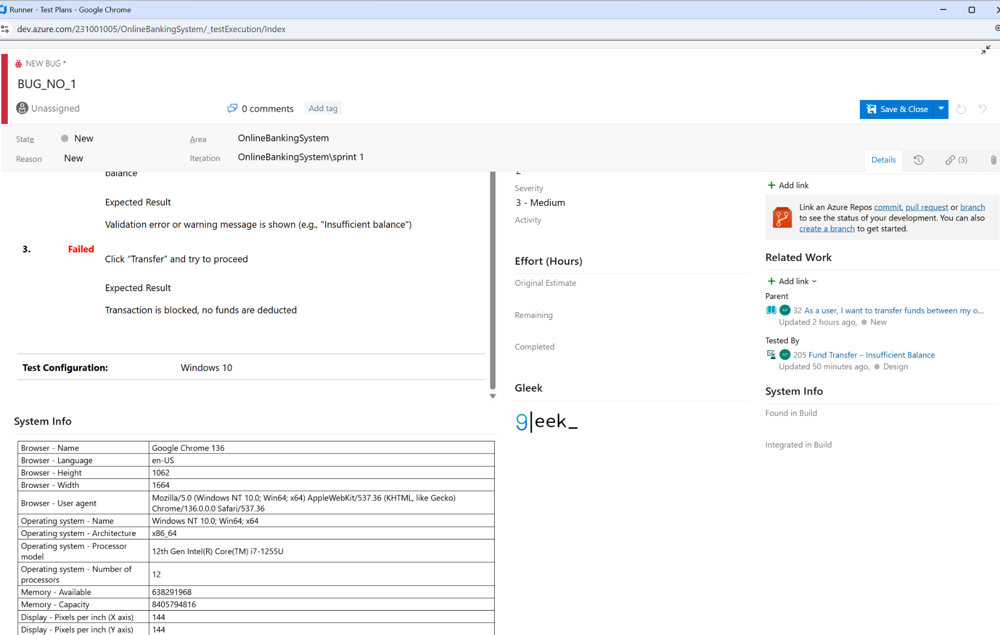 Runner - Test Plans - Google Chrome
dev.azure.com/231001005/OnlineBankingSystem/_testExecution/Index
NEW BUG *
BUG_NO_1
Unassigned
0 comments
Add tag
Save & Close
State
New
Area
OnlineBankingSystem
Reason
New
Iteration
OnlineBankingSystem\sprint 1
Details
(3)
balance
Expected Result
Validation error or warning message is shown (e.g., "Insufficient balance")
3.
Failed
Click “Transfer” and try to proceed
Expected Result
Transaction is blocked, no funds are deducted
Test Configuration:
Windows 10
System Info
Browser - Name
Google Chrome 136
Browser - Language
en-US
Browser - Height
1062
Browser - Width
1664
Browser - User agent
Mozilla/5.0 (Windows NT 10.0; Win64; x64) AppleWebKit/537.36 (KHTML, like Gecko)
Chrome/136.0.0.0 Safari/537.36
Operating system - Name
Windows NT 10.0; Win64; x64
Operating system - Architecture
x86_64
Operating system - Processor
model
12th Gen Intel(R) Core(TM) i7-1255U
Operating system - Number of
processors
12
Memory - Available
638291968
Memory - Capacity
8405794816
Display - Pixels per inch (X axis)
144
Display - Pixels per inch (Y axis)
144
Severity
3 - Medium
Activity
Effort (Hours)
Original Estimate
Remaining
Completed
Gleek
g|eek_
Add link
Link an Azure Repos commit, pull request or branch
to see the status of your development. You can also
create a branch to get started.
Related Work
Add link
Parent
AP 32 As a user, I want to transfer funds between my o...
Updated 2 hours ago, New
Tested By
AP 205 Fund Transfer – Insufficient Balance
Updated 50 minutes ago, Design
System Info
Found in Build
Integrated in Build